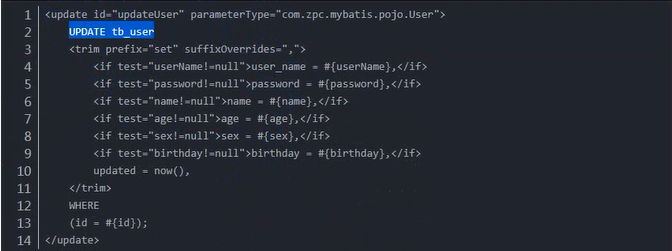 1 <update id="updateUser" parameterType="com.zpc.mybatis.pojo.User">
2 UPDATE tb_user
3 <trim prefix="set" suffixOverrides=",">
4 <if test="userName!=null">user_name = #{userName},</if>
5 <if test="password!=null">password = #{password},</if>
6 <if test="name!=null">name = #{name},</if>
7 <if test="age!=null">age = #{age},</if>
8 <if test="sex!=null">sex = #{sex},</if>
9 <if test="birthday!=null">birthday = #{birthday},</if>
10 updated = now(),
11 </trim>
12 WHERE
13 (id = #{id});
14 </update>